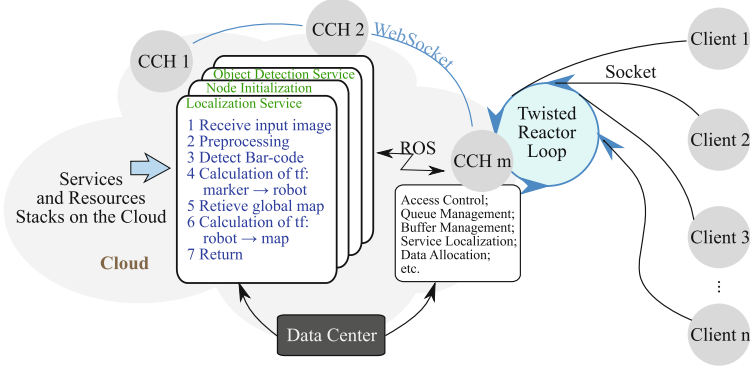 CCH 1
CCH 2
WebSocket
Client 1
Socket
Object Detection Service
Node Initialization
Localization Service
1 Receive input image
2 Preprocessing
3 Detect Bar-code
4 Calculation of tf:
marker → robot
5 Retieve global map
6 Calculation of tf:
robot → map
7 Return
Services
and Resources
Stacks on the Cloud
Cloud
ROS
CCH m
Twisted
Reactor
Loop
Client 2
Access Control;
Queue Management;
Buffer Management;
Service Localization;
Data Allocation;
etc.
Client 3
...
Client n
Data Center